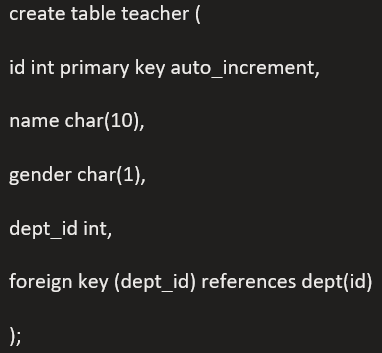 create table teacher (
id int primary key auto_increment,
name char(10),
gender char(1),
dept_id int,
foreign key (dept_id) references dept(id)
);